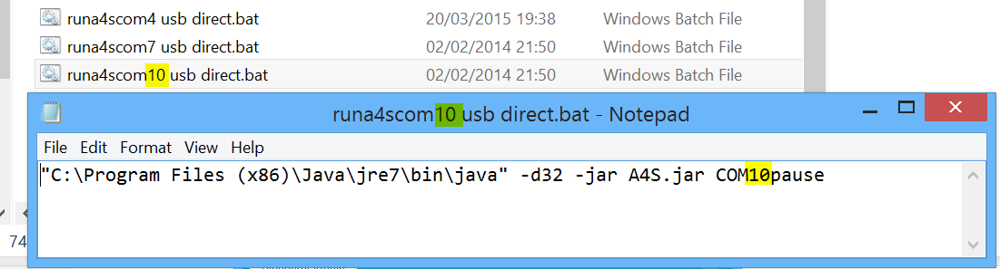 runa4scom4 usb direct.bat 20/03/2015 19:38 Windows Batch File
runa4scom7 usb direct.bat 02/02/2014 21:50 Windows Batch File
runa4scom10 usb direct.bat 02/02/2014 21:50 Windows Batch File
runa4scom10 usb direct.bat - Notepad
File Edit Format View Help
"C:\Program Files (x86)\Java\jre7\bin\java" -d32 -jar A4S.jar COM10pause
74